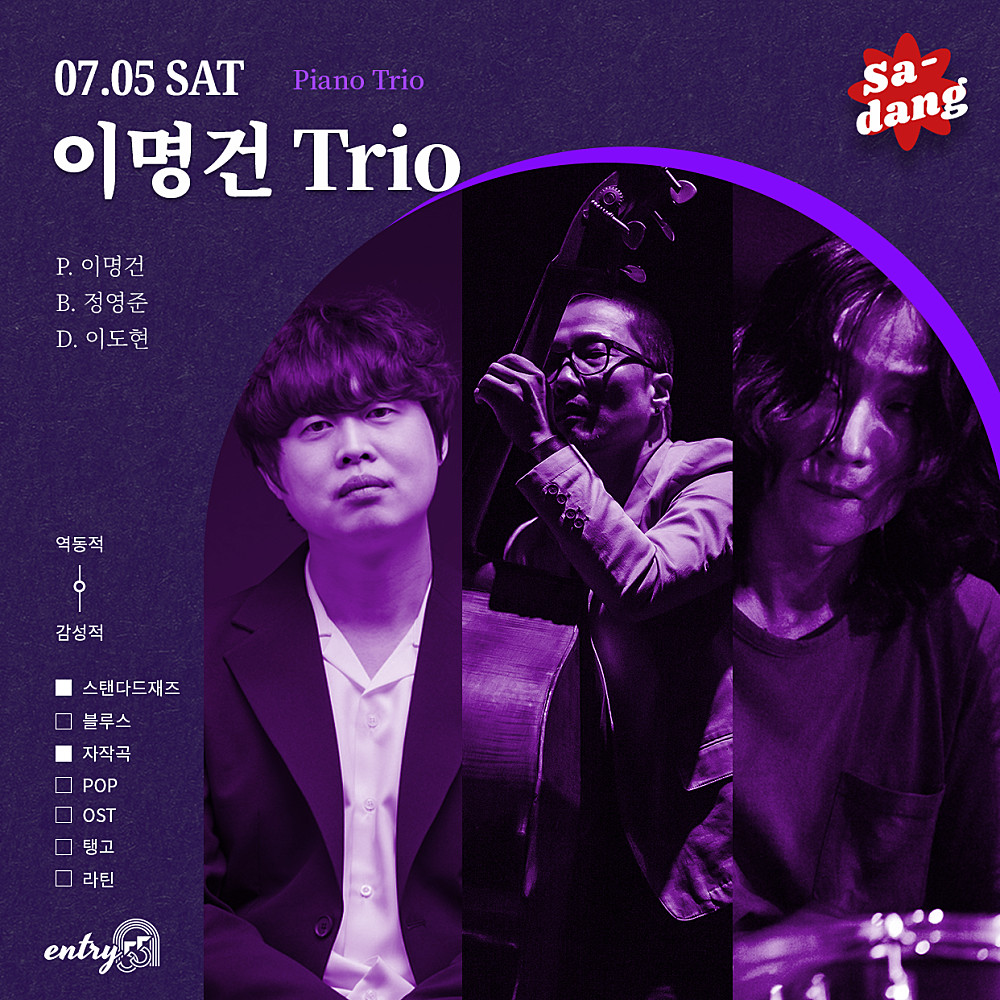 07.05 SAT Piano Trio
이명건 Trio
sa-
dang
P. 이명건
B. 정영준
D. 이도현
역동적
감성적
스탠다드재즈
블루스
자작곡
POP
OST
탱고
라틴
entry55